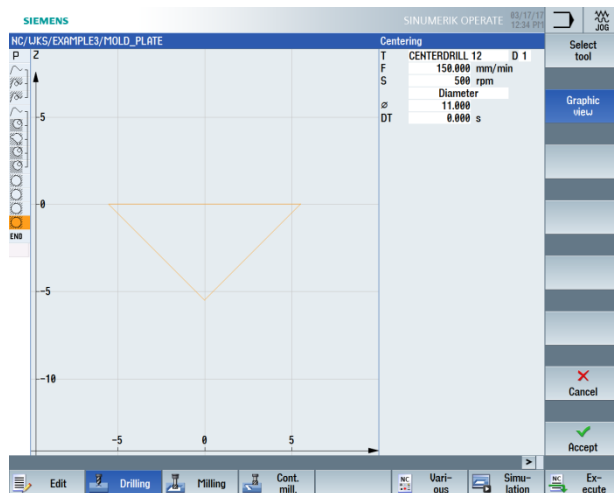 SIEMENS
SINUMERIK OPERATE 03/17/17
12:34 PM
JOG
NC/WKS/EXAMPLE3/MOLD_PLATE
Centering
Select
tool
P
Z
T CENTERDRILL 12 D 1
F 150.000 mm/min
S 500 rpm
Diameter
ø 11.000
DT 0.000 s
Graphic
view
5
0
END
-5
-10
-5 0 5
Cancel
Accept
>
Edit
Drilling
Milling
Cont.
mill.
NC
Vari-
ous
Simu-
lation
NC
Ex-
ecute